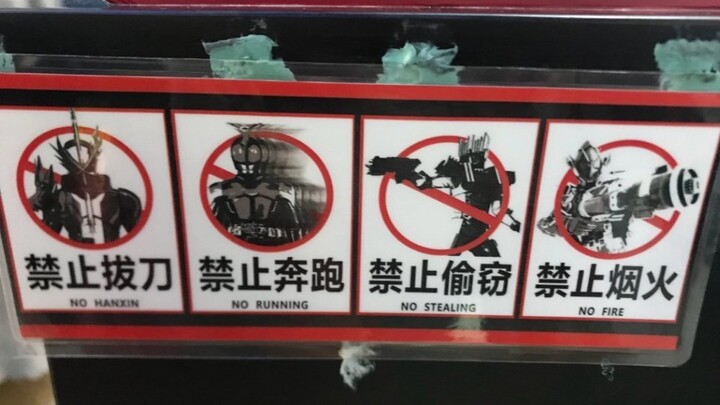 禁止拔刀
NO HANXIN
禁止奔跑
NO RUNNING
禁止偷窃
NO STEALING
禁止烟火
NO FIRE